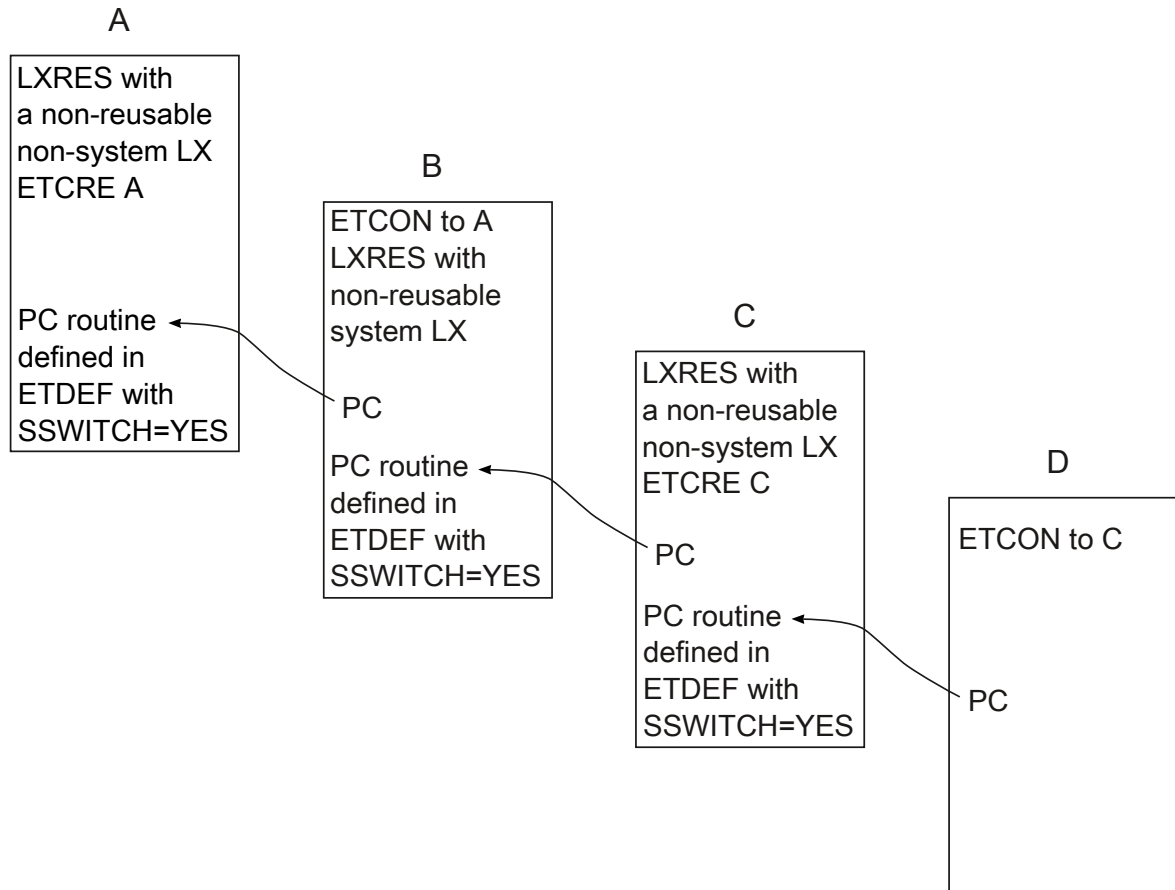 A
LXRES with
a non-reusable
non-system LX
ETCRE A
PC routine
defined in
ETDEF with
SSWITCH=YES
B
ETCON to A
LXRES with
non-reusable
system LX
PC
PC routine
defined in
ETDEF with
SSWITCH=YES
C
LXRES with
a non-reusable
non-system LX
ETCRE C
PC
PC routine
defined in
ETDEF with
SSWITCH=YES
D
ETCON to C
PC